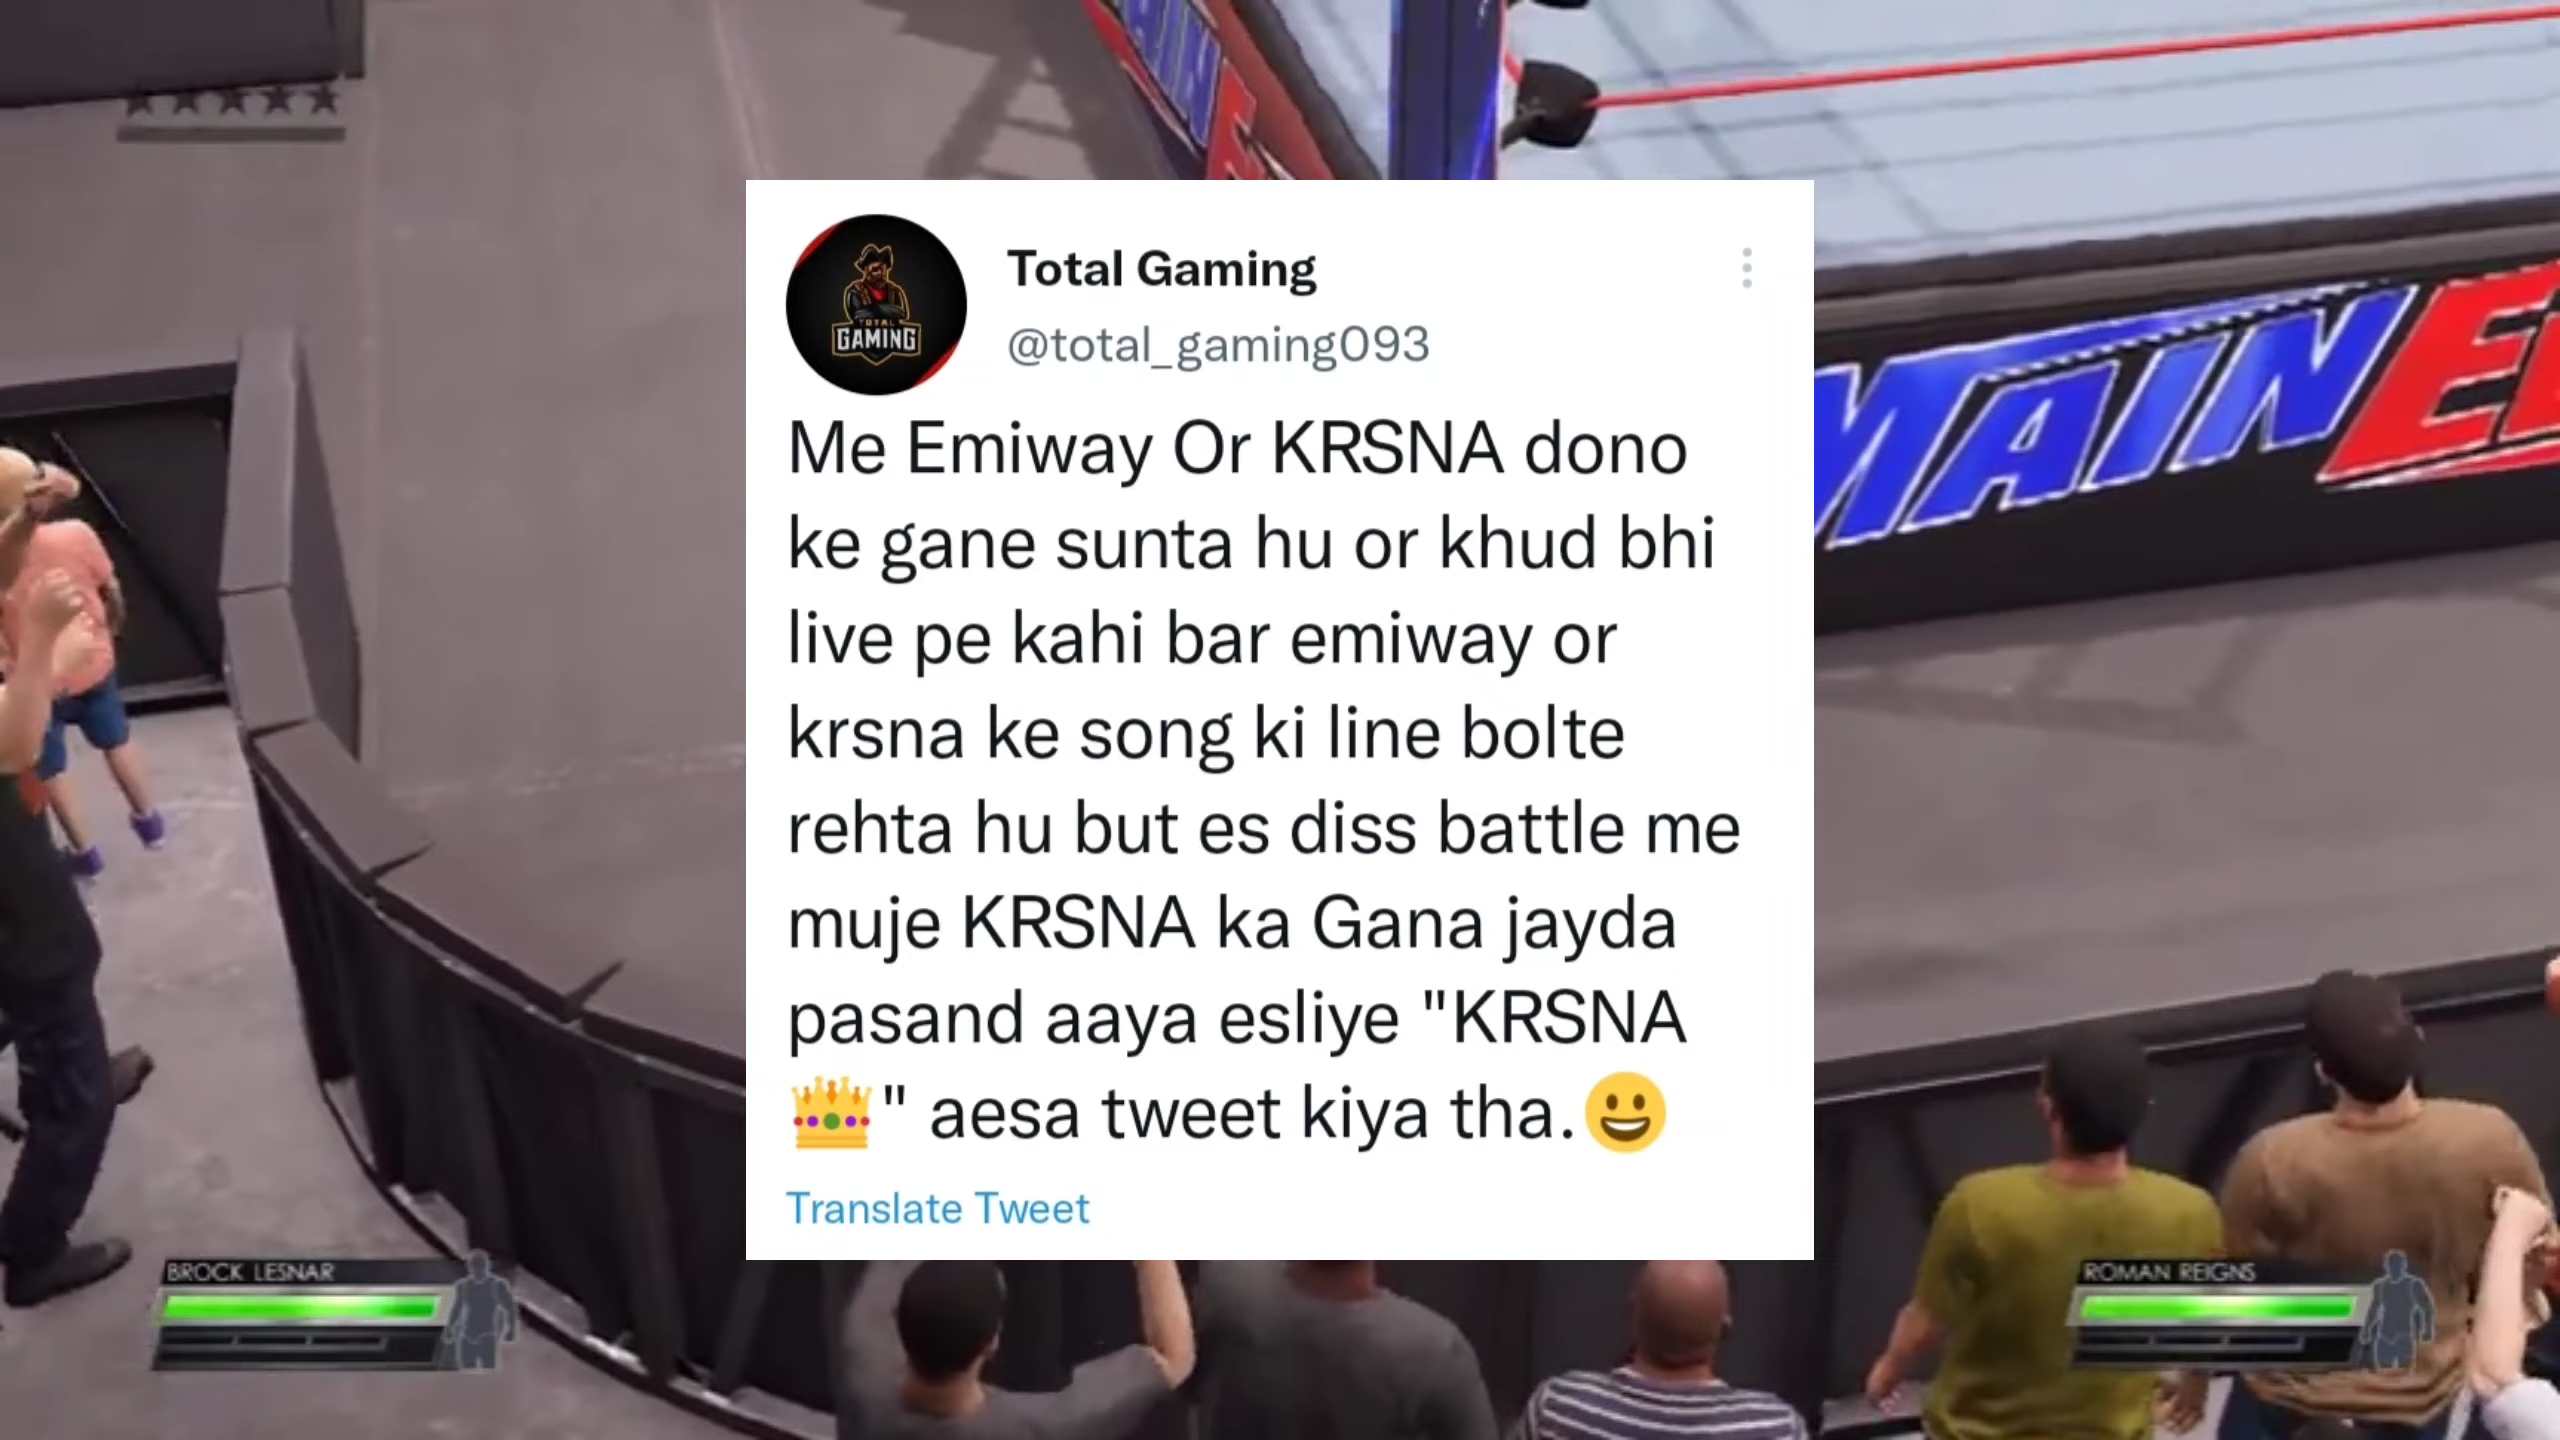 MAIN E
★★★★★
TOTAL
GAMING
Total Gaming
@total_gaming093
Me Emiway Or KRSNA dono
ke gane sunta hu or khud bhi
live pe kahi bar emiway or
krsna ke song ki line bolte
rehta hu but es diss battle me
muje KRSNA ka Gana jayda
pasand aaya esliye "KRSNA
👑" aesa tweet kiya tha.😀
Translate Tweet
MAIN E
BROCK LESNAR
ROMAN REIGNS